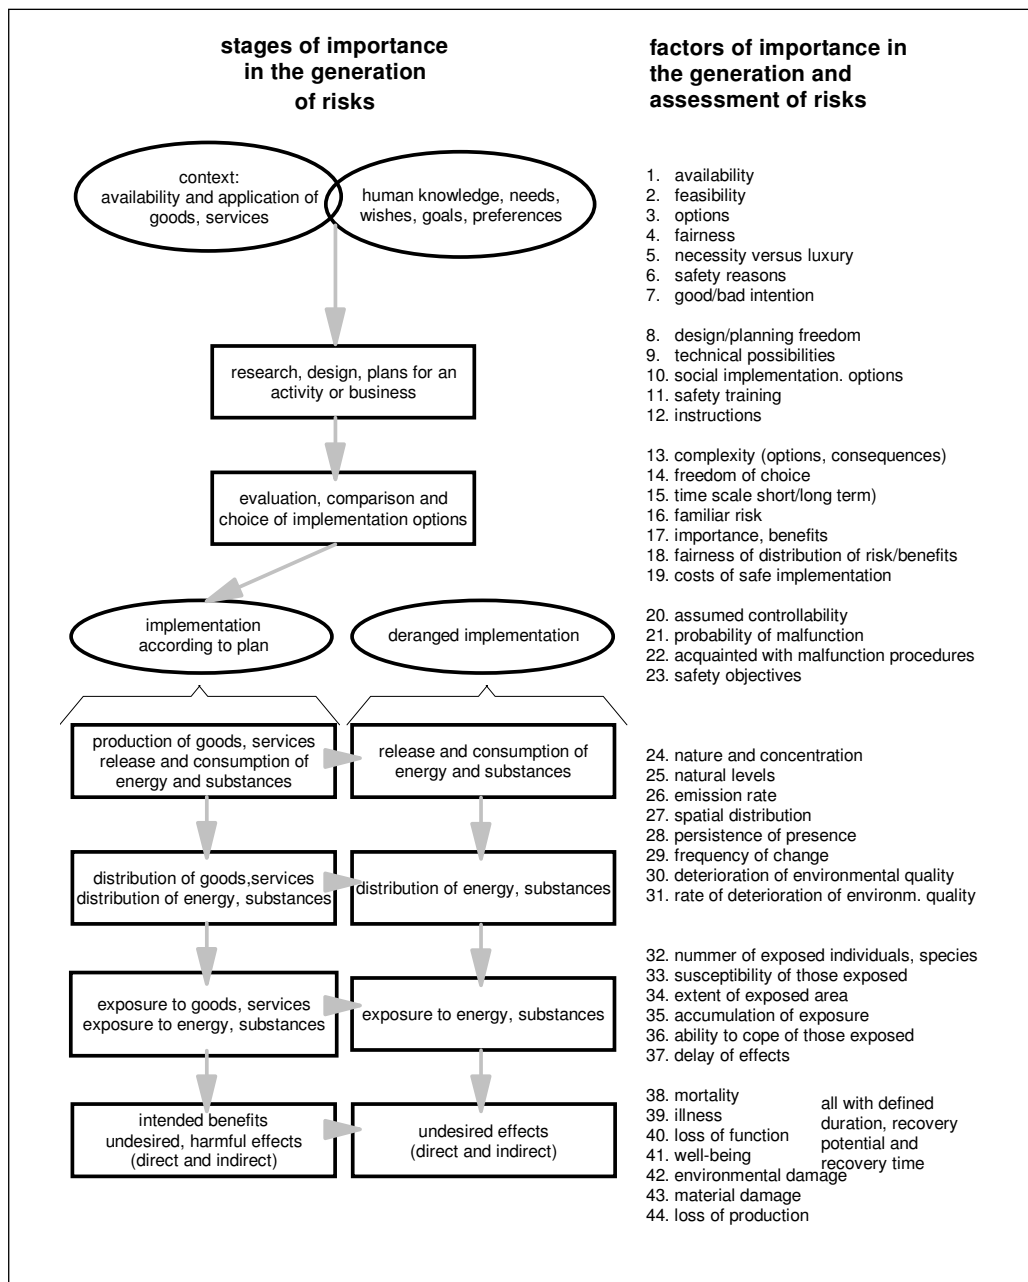 stages of importance
in the generation
of risks
factors of importance in
the generation and
assessment of risks
context:
availability and application of
goods, services
human knowledge, needs,
wishes, goals, preferences
1. availability
2. feasibility
3. options
4. fairness
5. necessity versus luxury
6. safety reasons
7. good/bad intention
research, design, plans for an
activity or business
8. design/planning freedom
9. technical possibilities
10. social implementation. options
11. safety training
12. instructions
evaluation, comparison and
choice of implementation options
13. complexity (options, consequences)
14. freedom of choice
15. time scale short/long term)
16. familiar risk
17. importance, benefits
18. fairness of distribution of risk/benefits
19. costs of safe implementation
implementation
according to plan
deranged implementation
20. assumed controllability
21. probability of malfunction
22. acquainted with malfunction procedures
23. safety objectives
production of goods, services
release and consumption of
energy and substances
release and consumption of
energy and substances
24. nature and concentration
25. natural levels
26. emission rate
27. spatial distribution
28. persistence of presence
29. frequency of change
30. deterioration of environmental quality
31. rate of deterioration of environm. quality
distribution of goods,services
distribution of energy, substances
distribution of energy, substances
32. nummer of exposed individuals, species
33. susceptibility of those exposed
34. extent of exposed area
35. accumulation of exposure
36. ability to cope of those exposed
37. delay of effects
exposure to goods, services
exposure to energy, substances
exposure to energy, substances
intended benefits
undesired, harmful effects
(direct and indirect)
undesired effects
(direct and indirect)
38. mortality
39. illness
40. loss of function
41. well-being
42. environmental damage
43. material damage
44. loss of production
all with defined
duration, recovery
potential and
recovery time